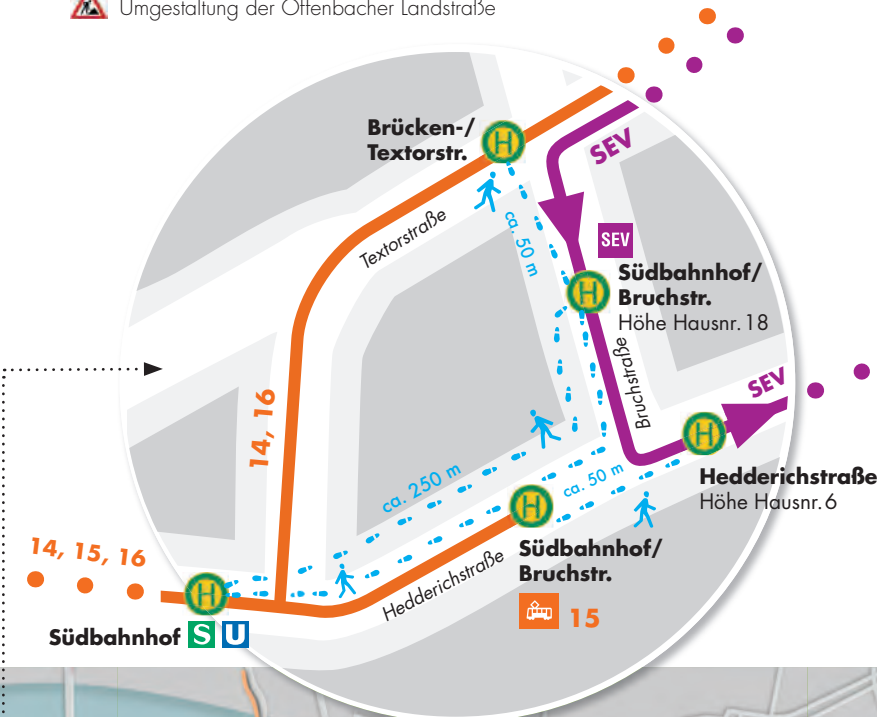 Umgestaltung der Offenbacher Landstraße
Brücken-/
Textorstr.
H
SEV
Textorstraße
ca. 50 m
SEV
Südbahnhof/
Bruchstr.
Höhe Hausnr. 18
H
Bruchstraße
14, 16
SEV
H
Hedderichstraße
Höhe Hausnr. 6
ca. 250 m
ca. 50 m
H
Südbahnhof/
Bruchstr.
15
Hedderichstraße
14, 15, 16
H
Südbahnhof S U